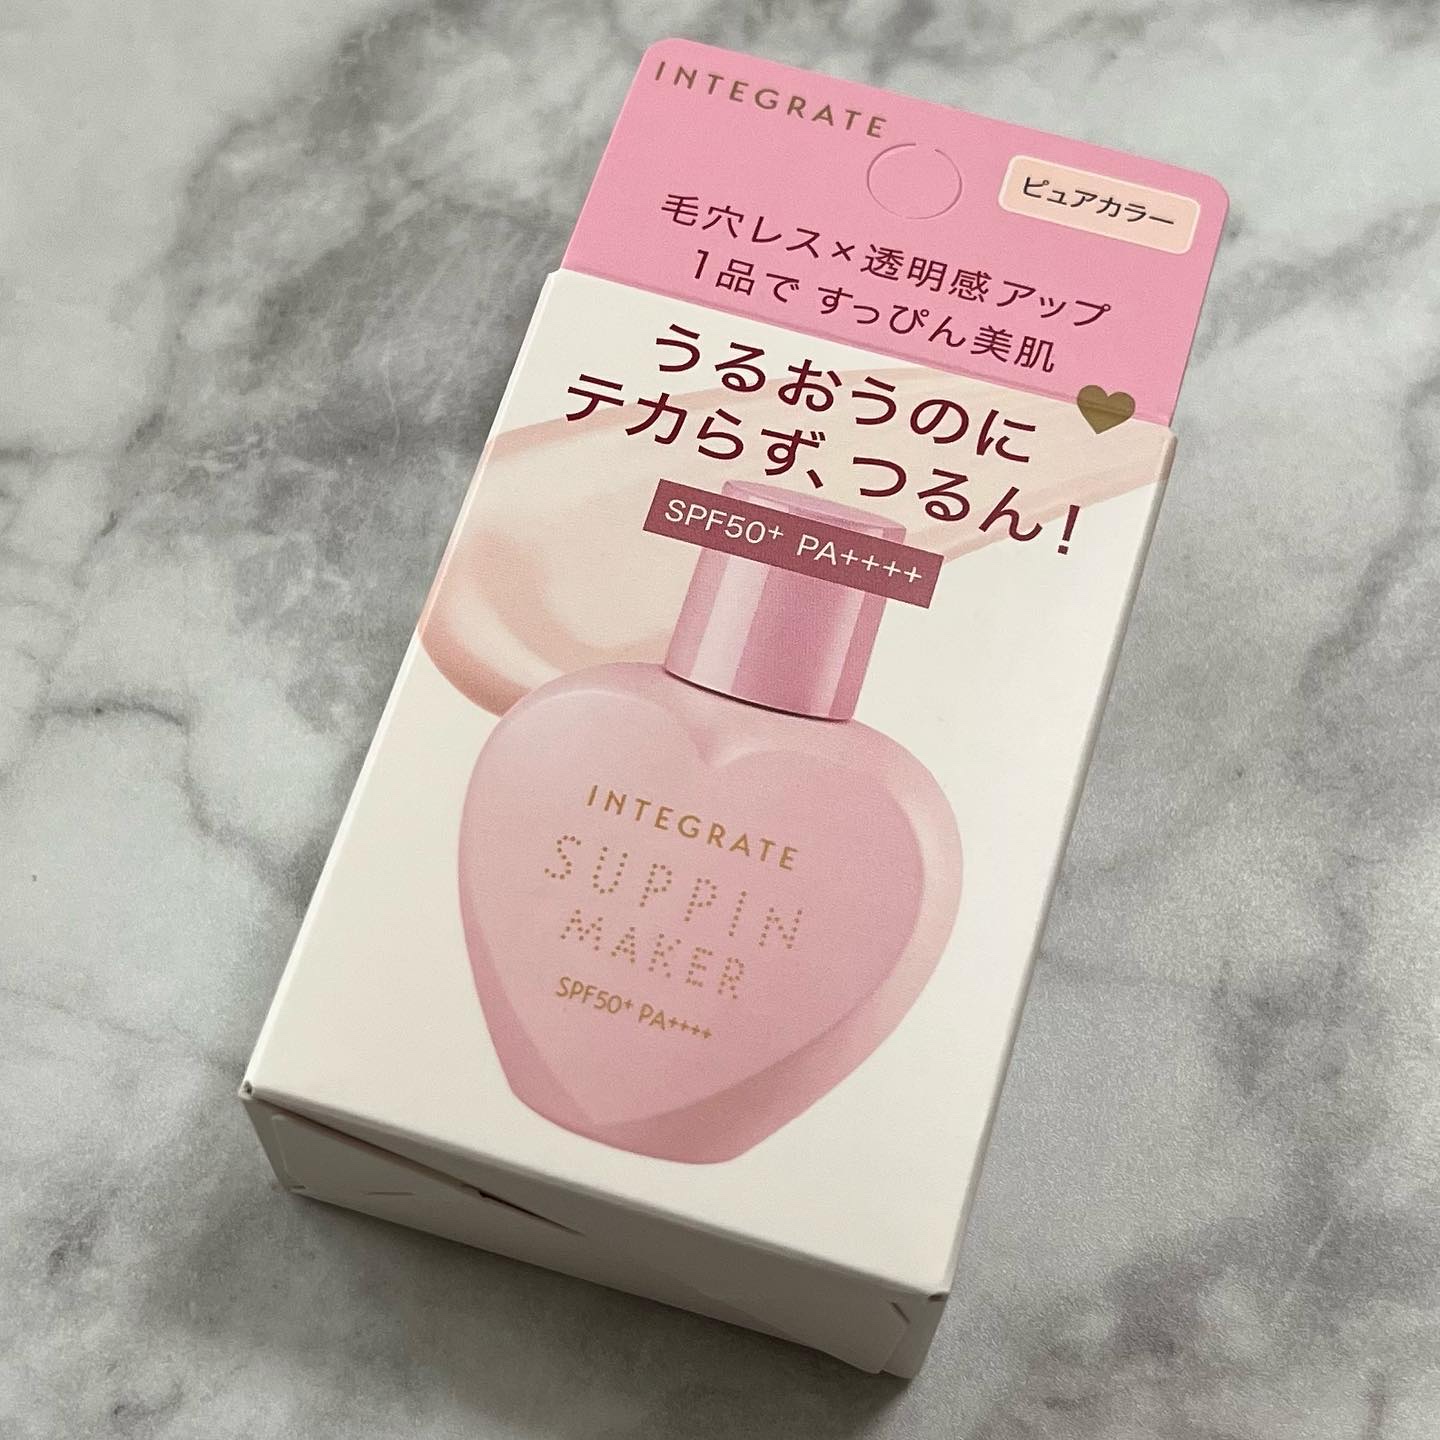 INTEGRATE
ピュアカラー
毛穴レス×透明感アップ
1品で すっぴん美肌
うるおうのに
テカらず、つるん!
SPF50+ PA++++
INTEGRATE
SUPPIN
MAKER
SPF50+ PA++++